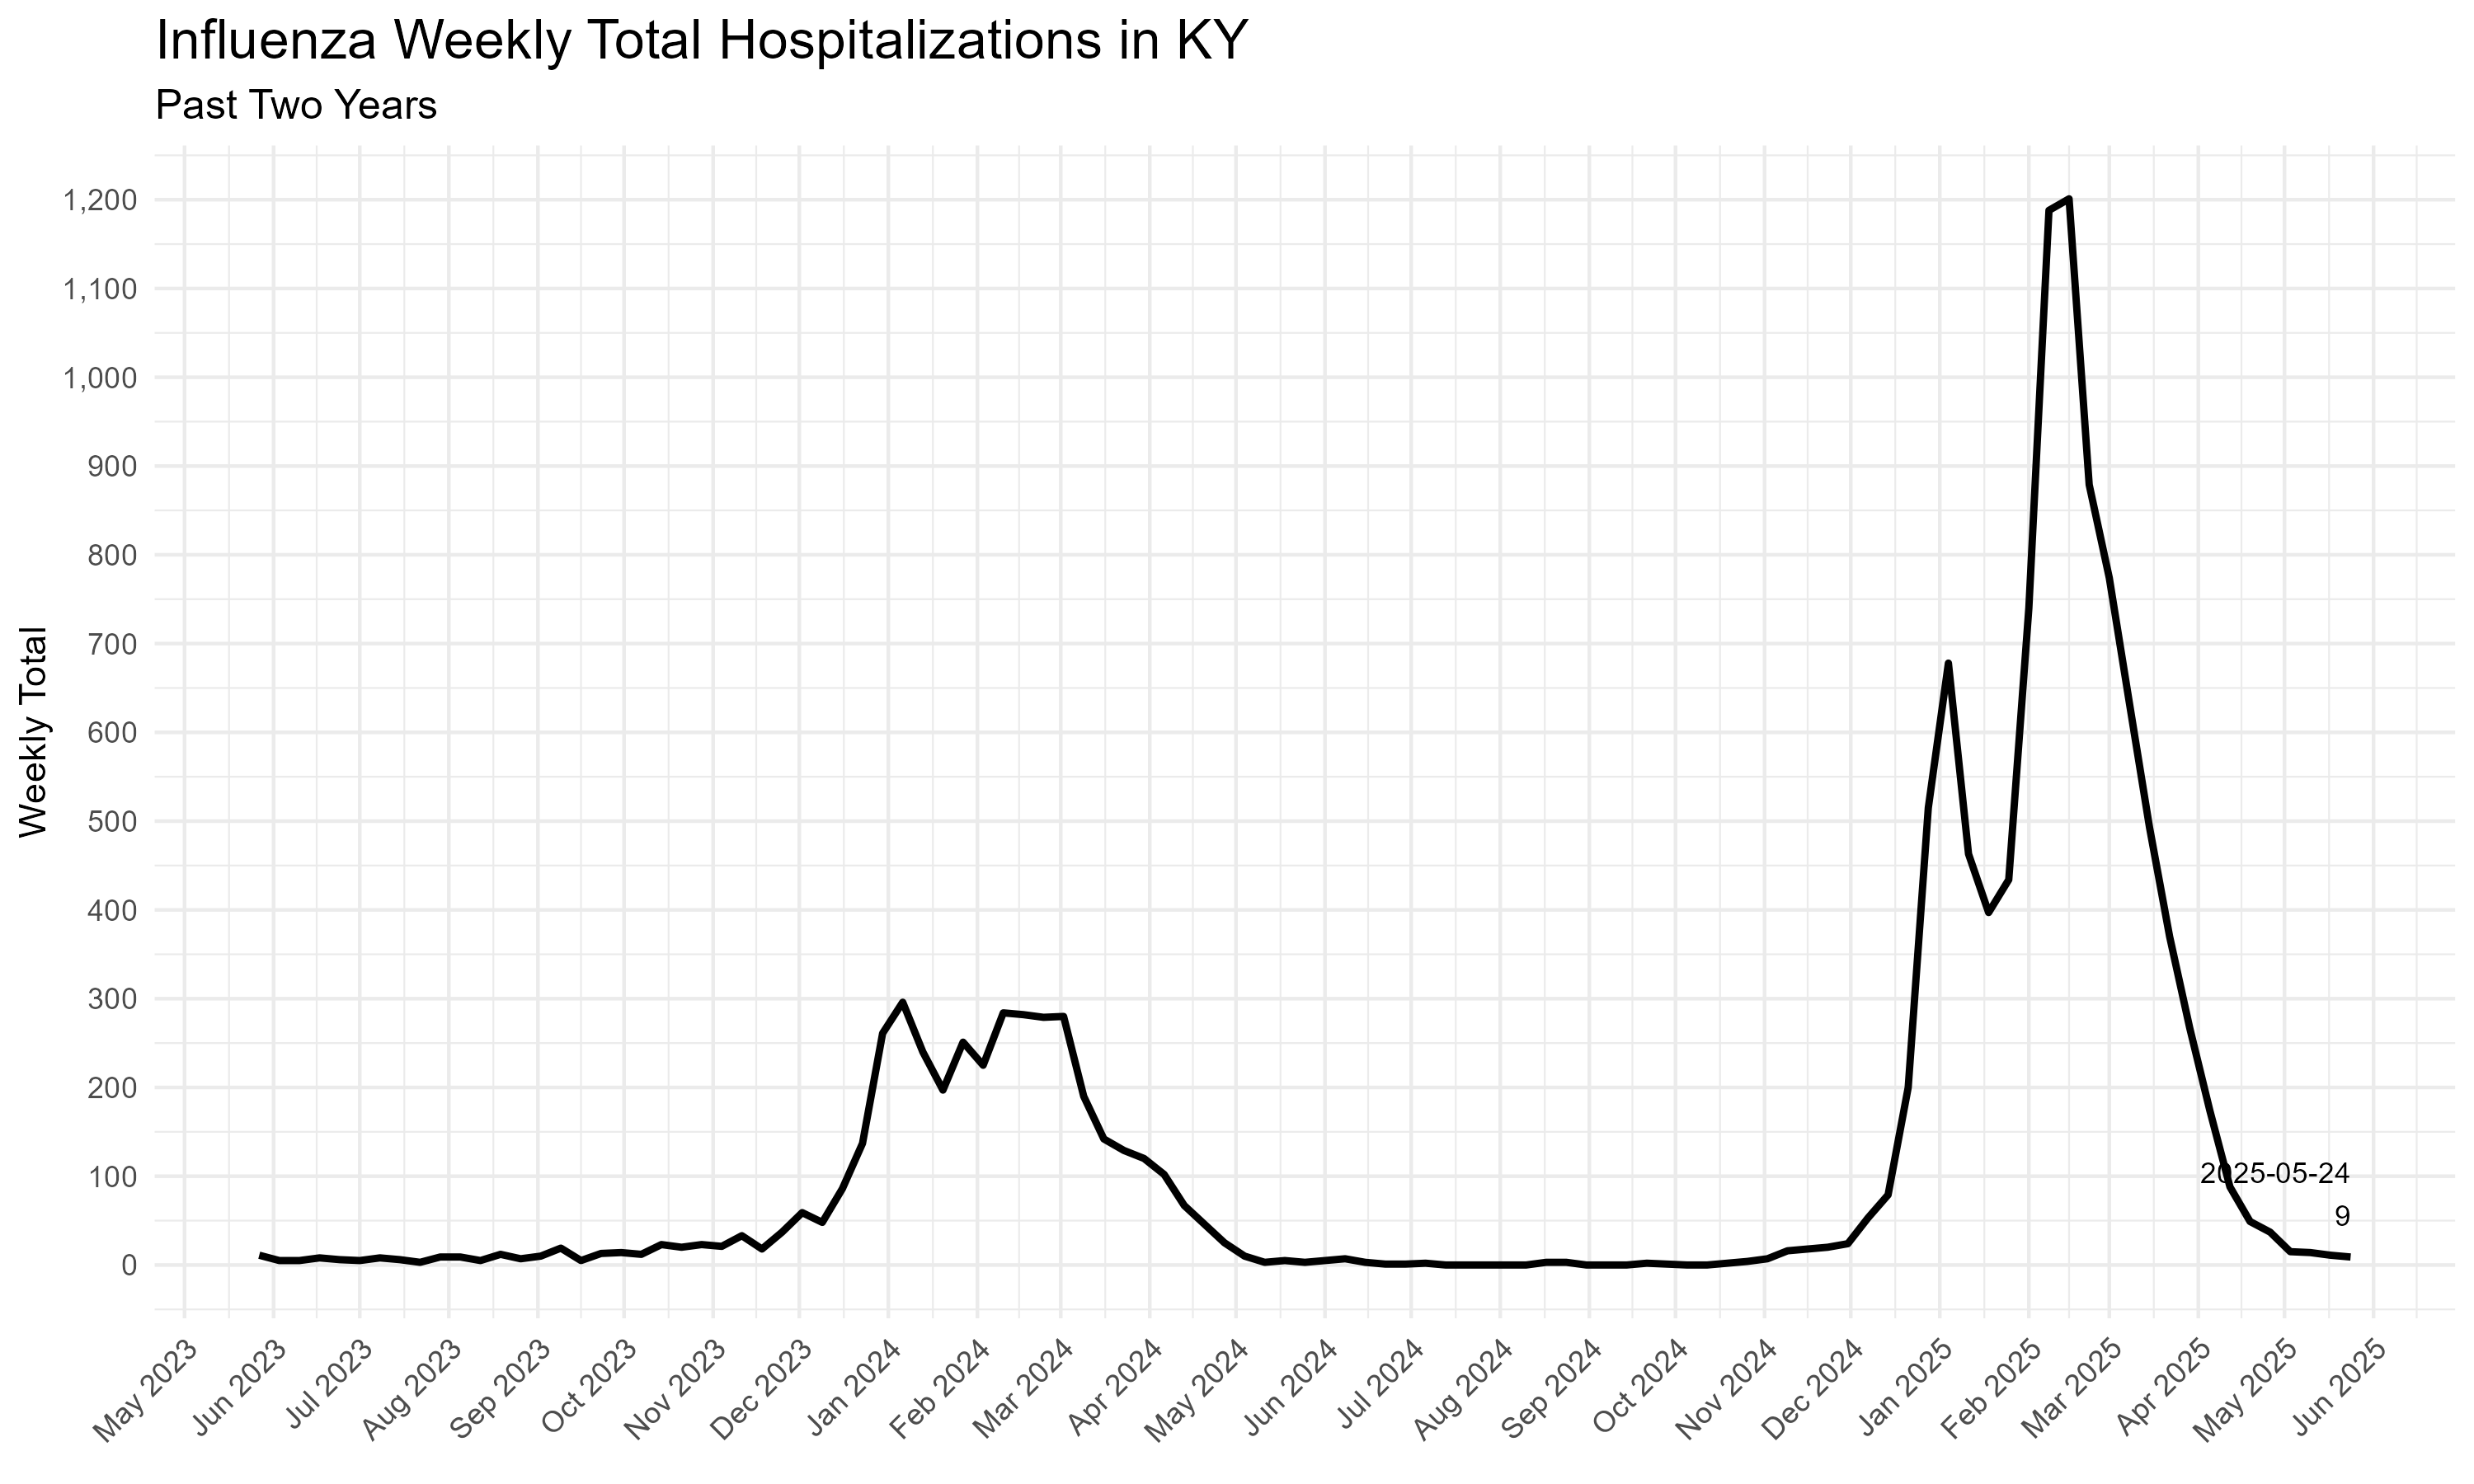 Influenza Weekly Total Hospitalizations in KY
Past Two Years
Weekly Total
1,200
1,100
1,000
900
800
700
600
500
400
300
200
100
0
2025-05-24
9
May 2023
Jun 2023
Jul 2023
Aug 2023
Sep 2023
Oct 2023
Nov 2023
Dec 2023
Jan 2024
Feb 2024
Mar 2024
Apr 2024
May 2024
Jun 2024
Jul 2024
Aug 2024
Sep 2024
Oct 2024
Nov 2024
Dec 2024
Jan 2025
Feb 2025
Mar 2025
Apr 2025
May 2025
Jun 2025